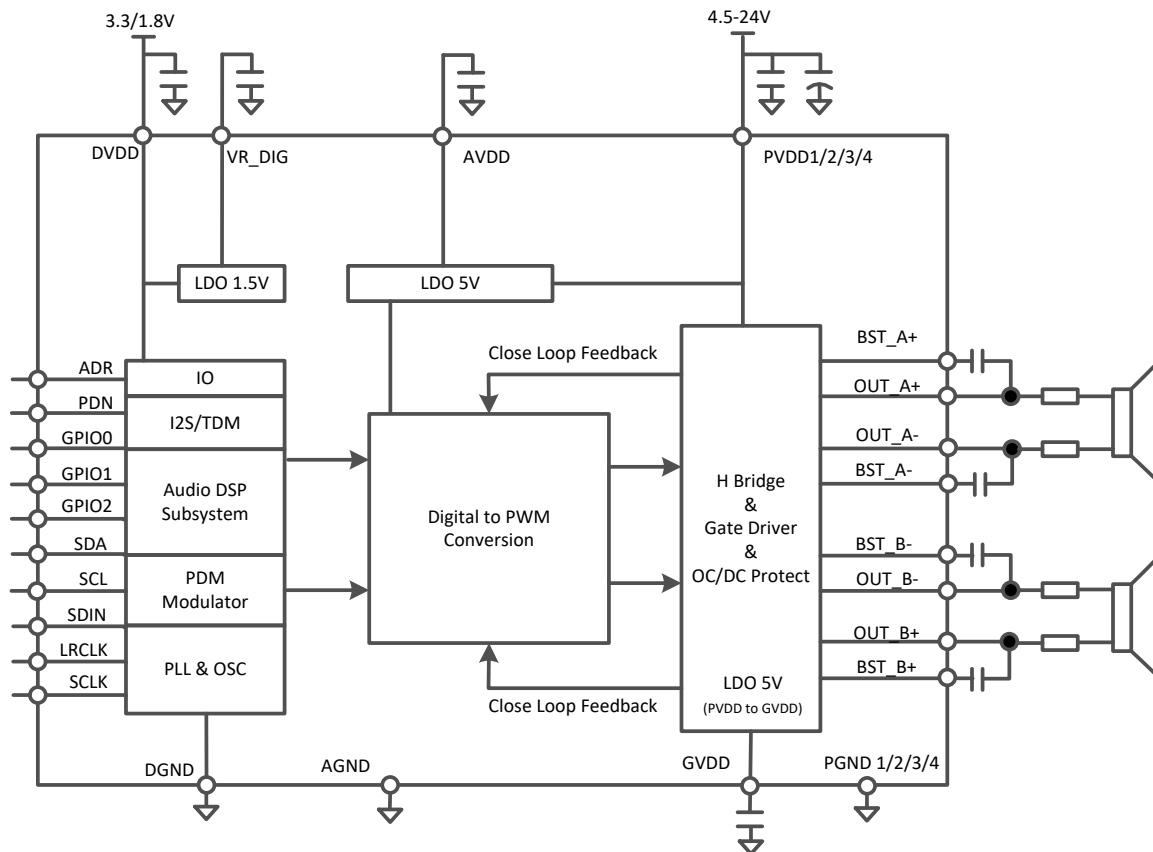 3.3/1.8V
4.5-24V
DVDD
VR_DIG
AVDD
PVDD1/2/3/4
LDO 1.5V
LDO 5V
ADR
PDN
GPIO0
GPIO1
GPIO2
SDA
SCL
SDIN
LRCLK
SCLK
IO
I2S/TDM
Audio DSP
Subsystem
PDM
Modulator
PLL & OSC
Close Loop Feedback
Digital to PWM
Conversion
Close Loop Feedback
H Bridge
&
Gate Driver
&
OC/DC Protect
LDO 5V
(PVDD to GVDD)
BST_A+
OUT_A+
OUT_A-
BST_A-
BST_B-
OUT_B-
OUT_B+
BST_B+
DGND
AGND
GVDD
PGND 1/2/3/4